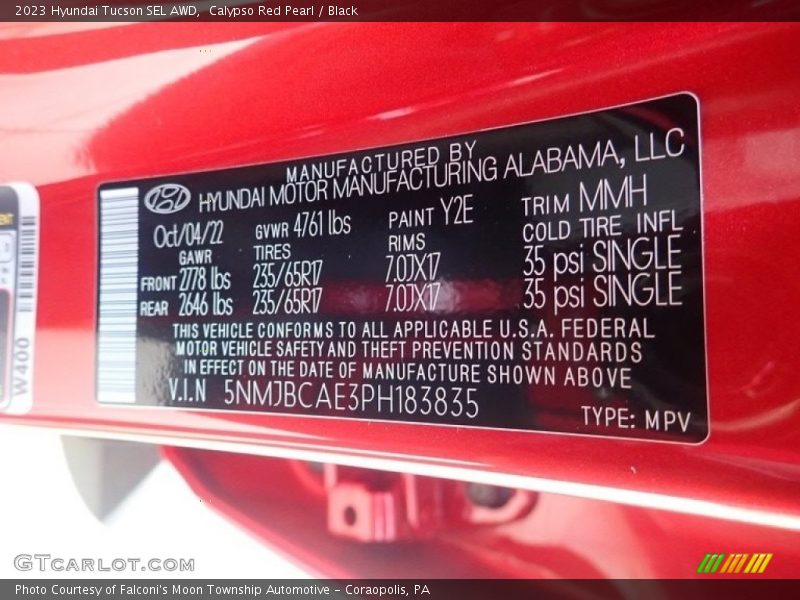 2023 Hyundai Tucson SEL AWD, Calypso Red Pearl / Black
MANUFACTURED BY
HYUNDAI MOTOR MANUFACTURING ALABAMA, LLC
Oct/04/22 GVWR 4761 lbs PAINT Y2E TRIM MMH
GAWR TIRES RIMS COLD TIRE INFL
FRONT 2778 lbs 235/65R17 7.0JX17 35 psi SINGLE
REAR 2646 lbs 235/65R17 7.0JX17 35 psi SINGLE
THIS VEHICLE CONFORMS TO ALL APPLICABLE U.S.A. FEDERAL
MOTOR VEHICLE SAFETY AND THEFT PREVENTION STANDARDS
IN EFFECT ON THE DATE OF MANUFACTURE SHOWN ABOVE
V.I.N 5NMJBCAE3PH183835
TYPE: MPV
W400
GTCARLOT.COM
Photo Courtesy of Falconi's Moon Township Automotive - Coraopolis, PA